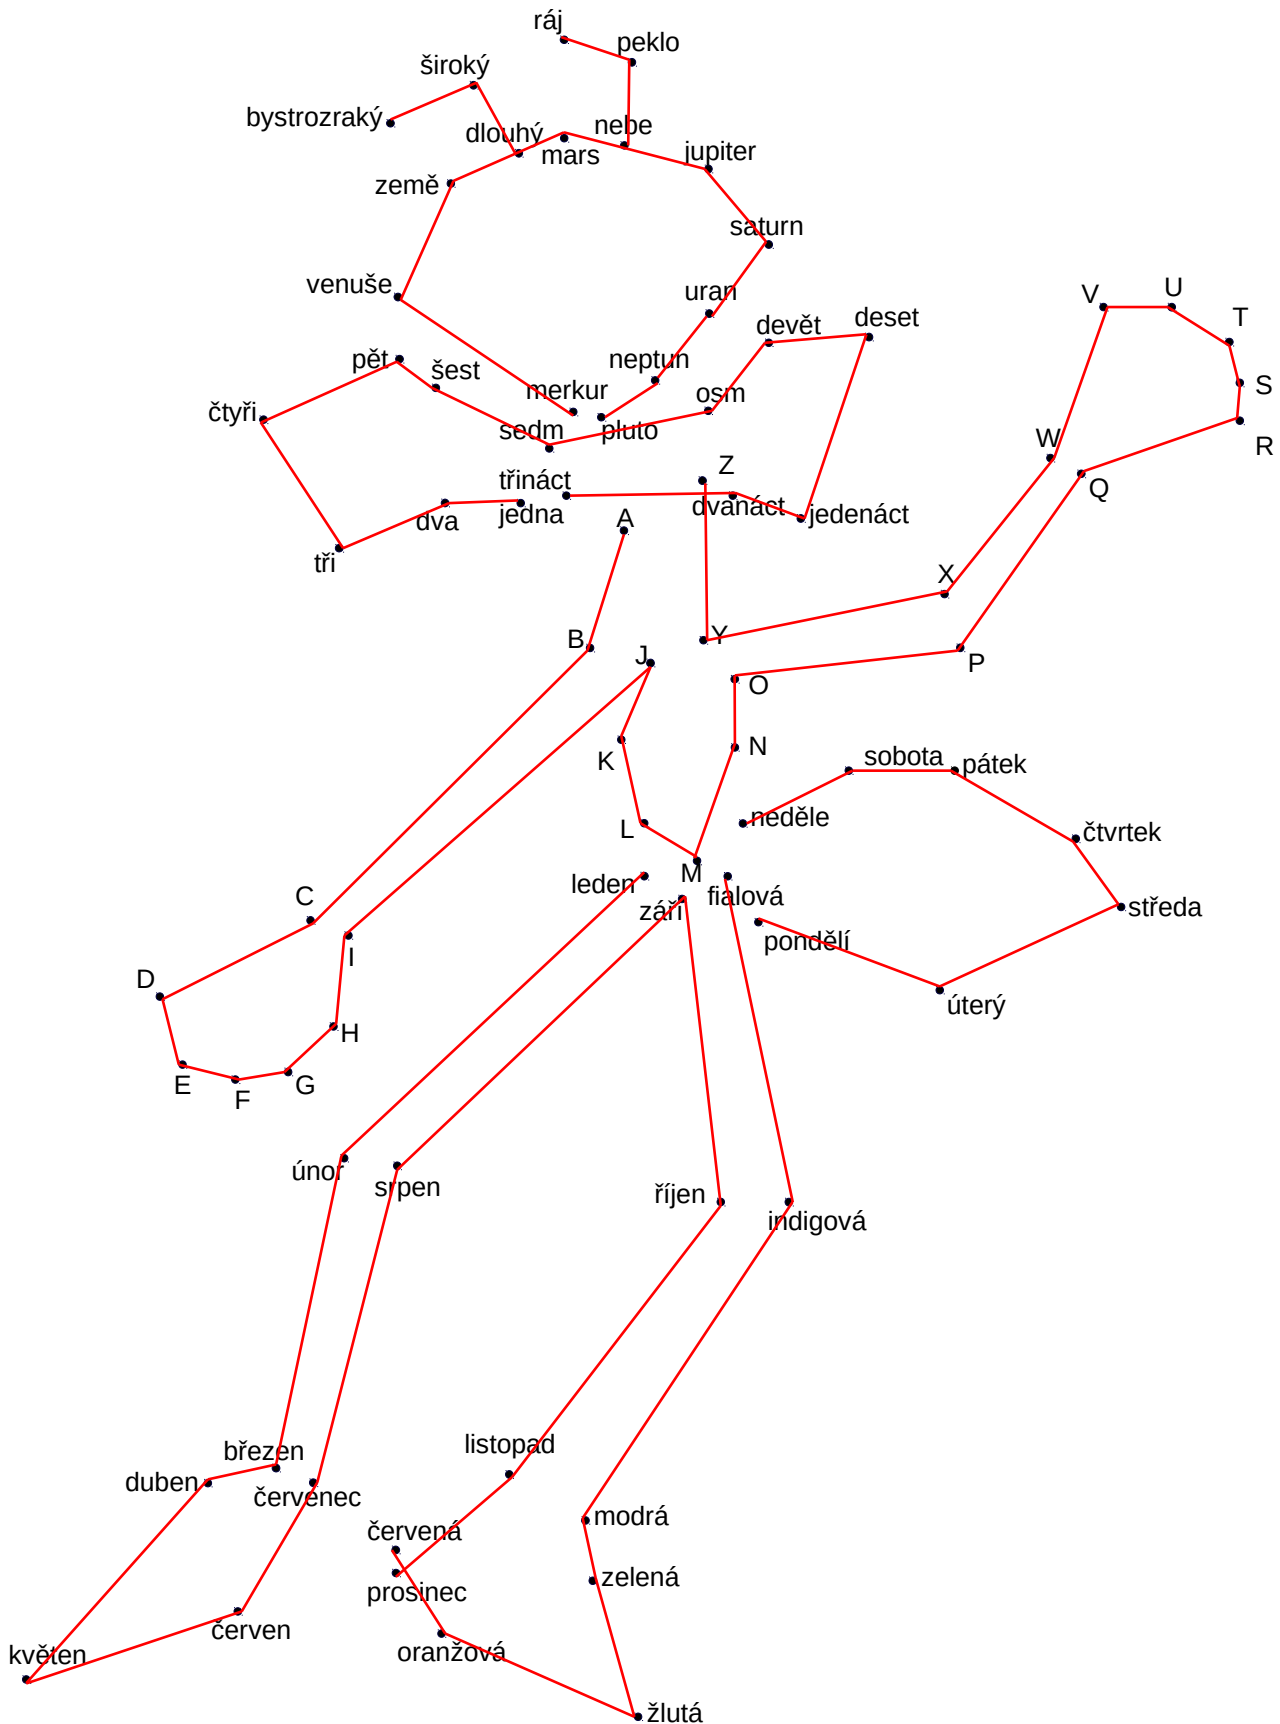 ráj
peklo
široký
bystrozraký
dlouhý
nebe
mars
jupiter
země
saturn
venuše
uran
V
U
T
devět
deset
pět
šest
neptun
S
merkur
osm
čtyři
sedm
pluto
W
R
Z
Q
třináct
jedna
dvanáct
jedenáct
dva
A
tři
X
B
Y
J
P
O
K
N
sobota
pátek
L
neděle
čtvrtek
M
leden
fialová
září
středa
C
pondělí
I
D
úterý
H
E
F
G
únor
srpen
říjen
indigová
březen
listopad
duben
červenec
modrá
červená
zelená
prosinec
červen
oranžová
květen
žlutá